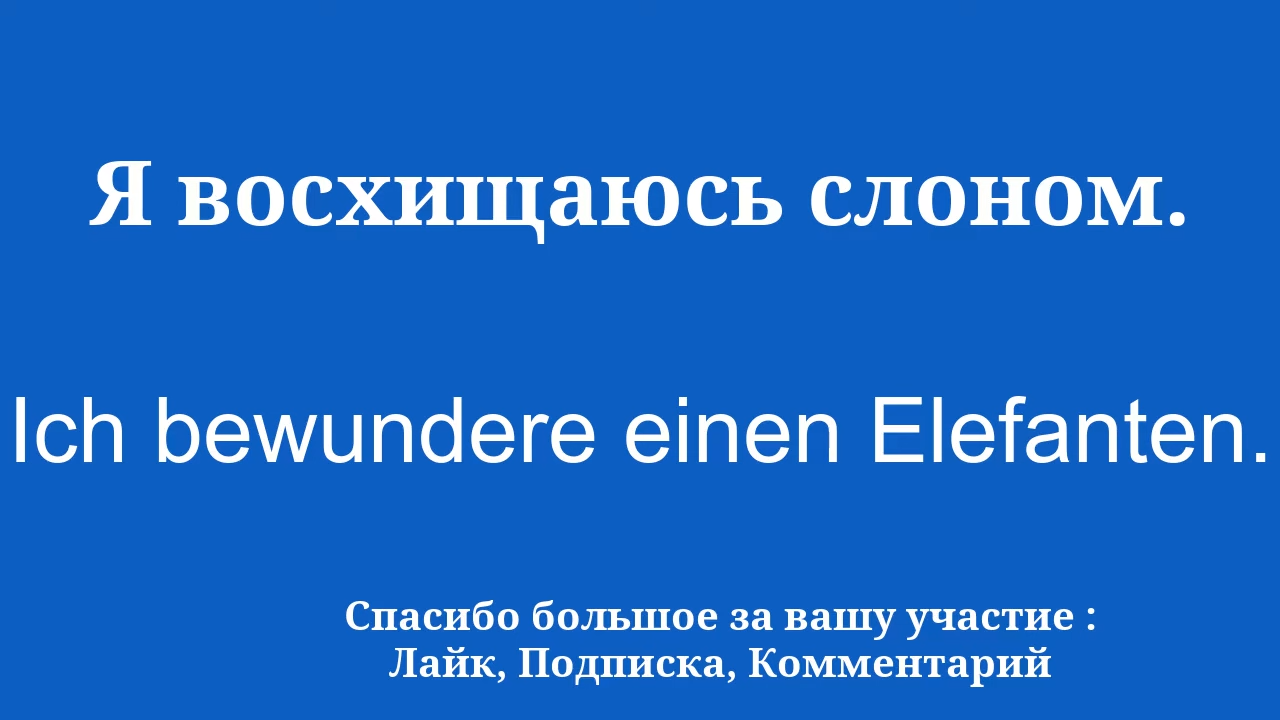 Я восхищаюсь слоном.
Ich bewundere einen Elefanten.
Спасибо большое за вашу участие :
Лайк, Подписка, Комментарий